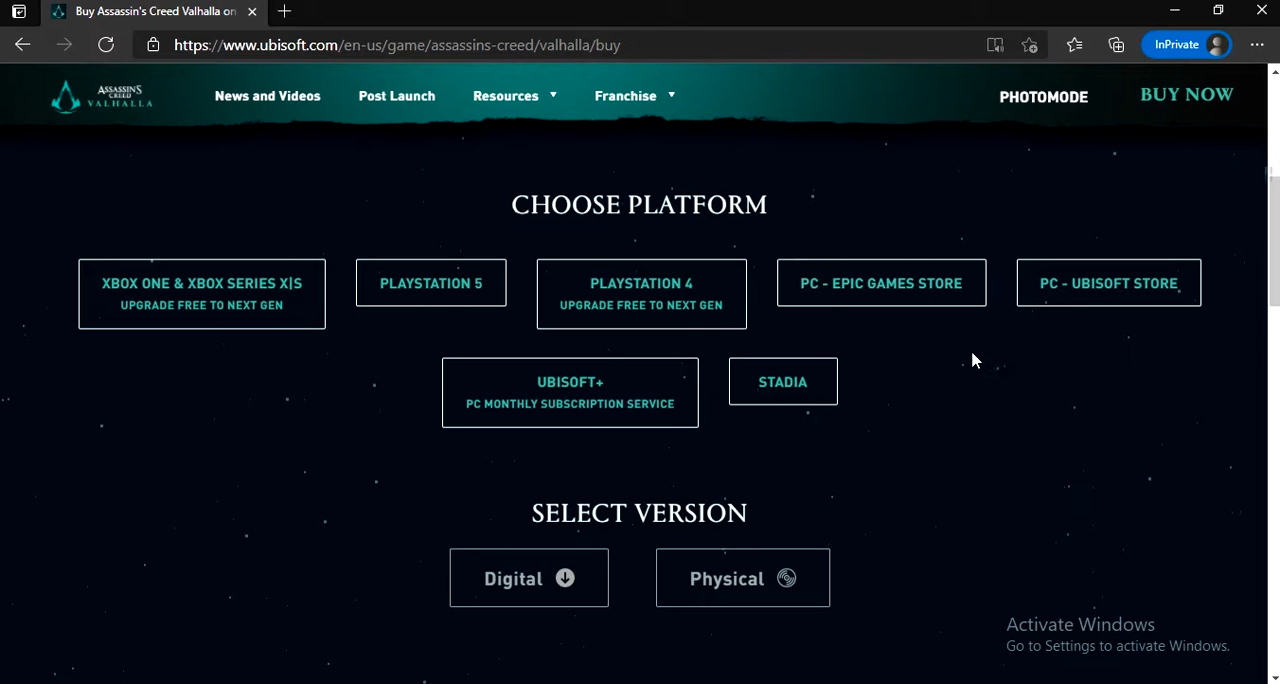 Buy Assassin's Creed Valhalla on
https://www.ubisoft.com/en-us/game/assassins-creed/valhalla/buy
InPrivate
ASSASSIN'S
CREED
VALHALLA
News and Videos
Post Launch
Resources
Franchise
PHOTOMODE
BUY NOW
CHOOSE PLATFORM
XBOX ONE & XBOX SERIES X|S
UPGRADE FREE TO NEXT GEN
PLAYSTATION 5
PLAYSTATION 4
UPGRADE FREE TO NEXT GEN
PC - EPIC GAMES STORE
PC - UBISOFT STORE
UBISOFT+
PC MONTHLY SUBSCRIPTION SERVICE
STADIA
SELECT VERSION
Digital
Physical
Activate Windows
Go to Settings to activate Windows.